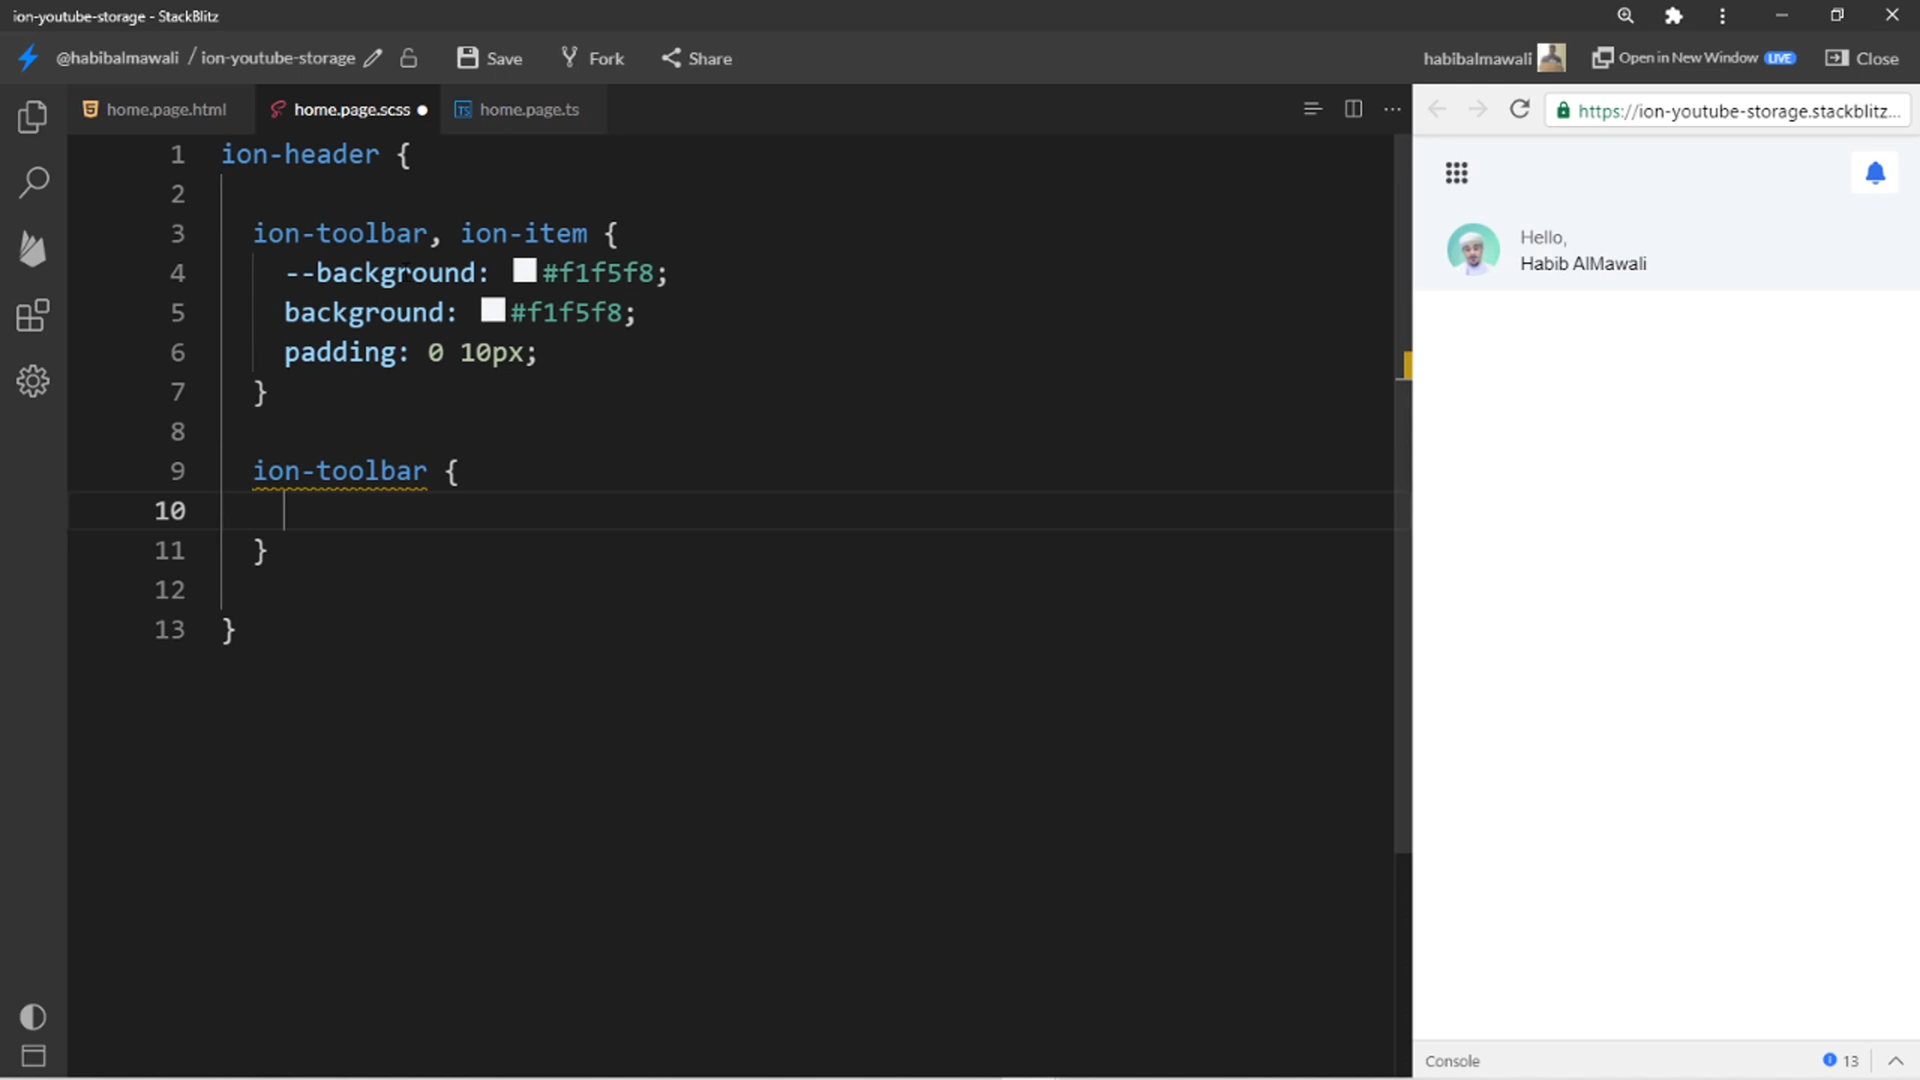 ion-youtube-storage - StackBlitz
@habibalmawali / ion-youtube-storage
Save
Fork
Share
habibalmawali
Open in New Window LIVE
Close
home.page.html
home.page.scss
home.page.ts
https://ion-youtube-storage.stackblitz...
1 ion-header {
2
3 ion-toolbar, ion-item {
4 --background: #f1f5f8;
5 background: #f1f5f8;
6 padding: 0 10px;
7 }
8
9 ion-toolbar {
10
11 }
12
13 }
Hello,
Habib AlMawali
Console
13